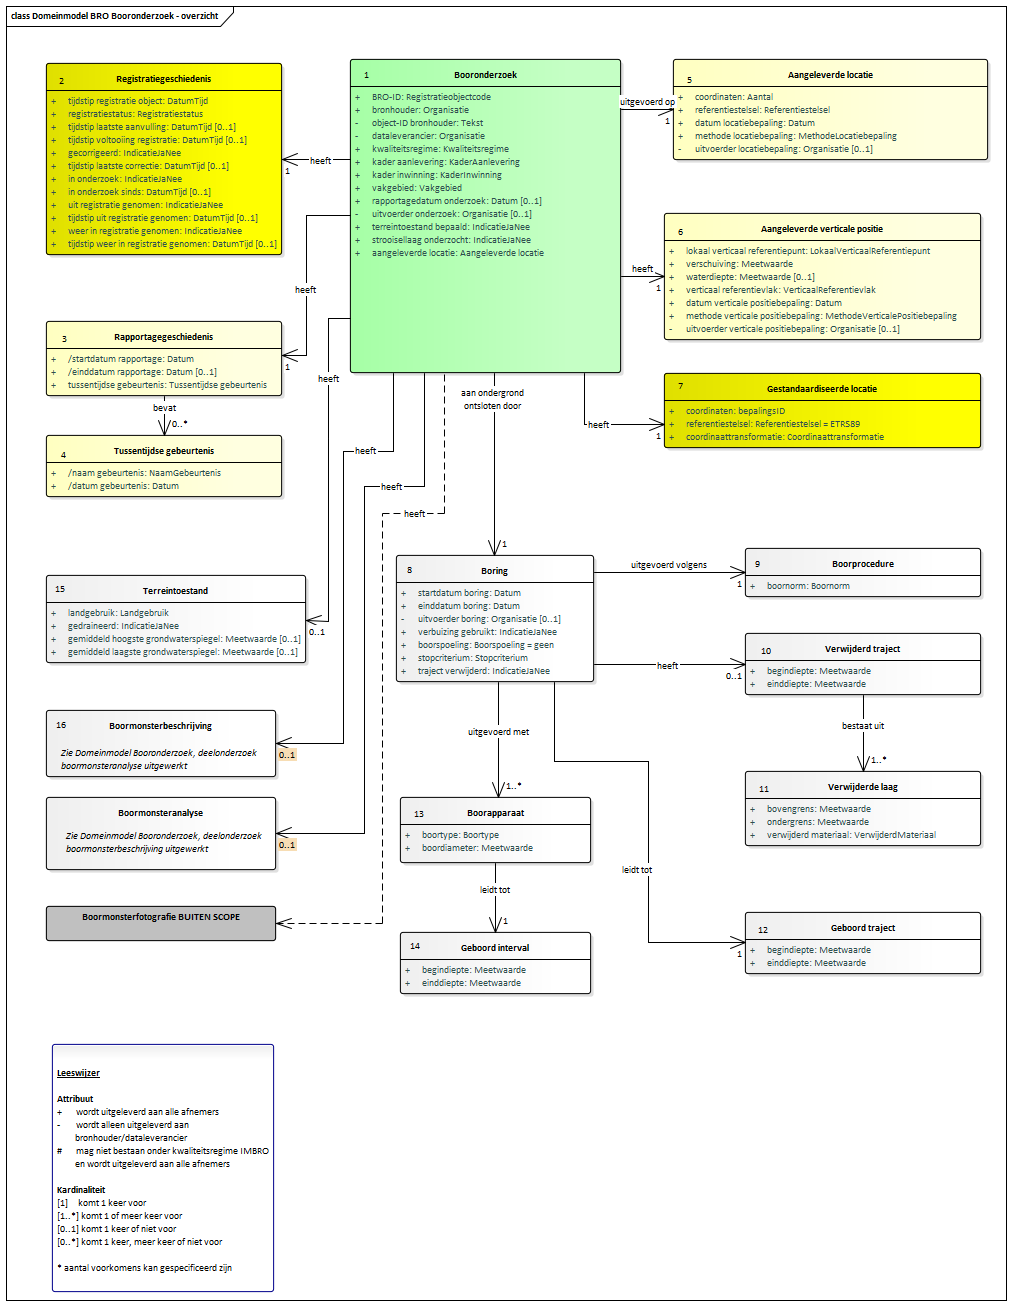 class Domeinmodel BRO Booronderzoek - overzicht
2 Registratiegeschiedenis
+ tijdstip registratie object: DatumTijd
+ registratiestatus: Registratiestatus
+ tijdstip laatste aanvulling: DatumTijd [0..1]
+ tijdstip voltooiing registratie: DatumTijd [0..1]
+ gecorrigeerd: IndicatieJaNee
+ tijdstip laatste correctie: DatumTijd [0..1]
+ in onderzoek: IndicatieJaNee
+ in onderzoek sinds: DatumTijd [0..1]
+ uit registratie genomen: IndicatieJaNee
+ tijdstip uit registratie genomen: DatumTijd [0..1]
+ weer in registratie genomen: IndicatieJaNee
+ tijdstip weer in registratie genomen: DatumTijd [0..1]
1 Booronderzoek
+ BRO-ID: Registratieobjectcode
+ bronhouder: Organisatie
- object-ID bronhouder: Tekst
- dataleverancier: Organisatie
+ kwaliteitsregime: Kwaliteitsregime
+ kader aanlevering: KaderAanlevering
+ kader inwinning: KaderInwinning
+ vakgebied: Vakgebied
+ rapportagedatum onderzoek: Datum [0..1]
- uitvoerder onderzoek: Organisatie [0..1]
+ terreintoestand bepaald: IndicatieJaNee
+ strooisellaag onderzocht: IndicatieJaNee
+ aangeleverde locatie: Aangeleverde locatie
uitgevoerd op
1
5 Aangeleverde locatie
+ coordinaten: Aantal
+ referentiestelsel: Referentiestelsel
+ datum locatiebepaling: Datum
+ methode locatiebepaling: MethodeLocatiebepaling
- uitvoerder locatiebepaling: Organisatie [0..1]
heeft
1
6 Aangeleverde verticale positie
+ lokaal verticaal referentiepunt: LokaalVerticaalReferentiepunt
+ verschuiving: Meetwaarde
+ waterdiepte: Meetwaarde [0..1]
+ verticaal referentievlak: VerticaalReferentievlak
+ datum verticale positiebepaling: Datum
+ methode verticale positiebepaling: MethodeVerticalePositiebepaling
- uitvoerder verticale positiebepaling: Organisatie [0..1]
heeft
1
heeft
1
3 Rapportagegeschiedenis
+ /startdatum rapportage: Datum
+ /einddatum rapportage: Datum [0..1]
+ tussentijdse gebeurtenis: Tussentijdse gebeurtenis
bevat
0..*
4 Tussentijdse gebeurtenis
+ /naam gebeurtenis: NaamGebeurtenis
+ /datum gebeurtenis: Datum
7 Gestandaardiseerde locatie
+ coordinaten: bepalingsID
+ referentiestelsel: Referentiestelsel = ETRS89
+ coordinaattransformatie: Coordinaattransformatie
heeft
1
heeft
0..1
aan ondergrond
ontsloten door
1
heeft
heeft
heeft
15 Terreintoestand
+ landgebruik: Landgebruik
+ gedraineerd: IndicatieJaNee
+ gemiddeld hoogste grondwaterspiegel: Meetwaarde [0..1]
+ gemiddeld laagste grondwaterspiegel: Meetwaarde [0..1]
8 Boring
+ startdatum boring: Datum
+ einddatum boring: Datum
- uitvoerder boring: Organisatie [0..1]
+ verbuizing gebruikt: IndicatieJaNee
+ boorspoeling: Boorspoeling = geen
+ stopcriterium: Stopcriterium
+ traject verwijderd: IndicatieJaNee
uitgevoerd volgens
1
9 Boorprocedure
+ boornorm: Boornorm
heeft
0..1
10 Verwijderd traject
+ begindiepte: Meetwaarde
+ einddiepte: Meetwaarde
bestaat uit
1..*
11 Verwijderde laag
+ bovengrens: Meetwaarde
+ ondergrens: Meetwaarde
+ verwijderd materiaal: VerwijderdMateriaal
16 Boormonsterbeschrijving
Zie Domeinmodel Booronderzoek, deelonderzoek
boormonsteranalyse uitgewerkt
0..1
Boormonsteranalyse
Zie Domeinmodel Booronderzoek, deelonderzoek
boormonsterbeschrijving uitgewerkt
0..1
Boormonsterfotografie BUITEN SCOPE
uitgevoerd met
1..*
13 Boorapparaat
+ boortype: Boortype
+ boordiameter: Meetwaarde
leidt tot
1
14 Geboord interval
+ begindiepte: Meetwaarde
+ einddiepte: Meetwaarde
leidt tot
1
12 Geboord traject
+ begindiepte: Meetwaarde
+ einddiepte: Meetwaarde
Leeswijzer
Attribuut
+ wordt uitgeleverd aan alle afnemers
- wordt alleen uitgeleverd aan
bronhouder/dataleverancier
# mag niet bestaan onder kwaliteitsregime IMBRO
en wordt uitgeleverd aan alle afnemers
Kardinaliteit
[1] komt 1 keer voor
[1..*] komt 1 of meer keer voor
[0..1] komt 1 keer of niet voor
[0..*] komt 1 keer, meer keer of niet voor
* aantal voorkomens kan gespecificeerd zijn